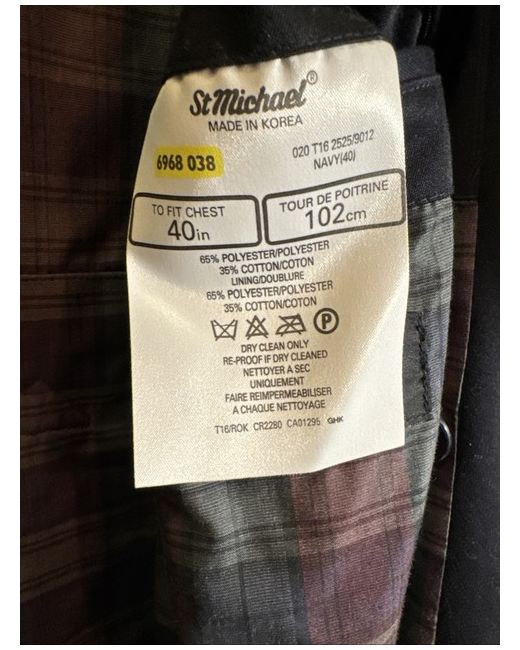 St Michael®
MADE IN KOREA
6968 038
020 T16 2525/9012
NAVY(40)
TO FIT CHEST
40in
TOUR DE POITRINE
102cm
65% POLYESTER/POLYESTER
35% COTTON/COTON
LINING/DOUBLURE
65% POLYESTER/POLYESTER
35% COTTON/COTON
P
DRY CLEAN ONLY
RE-PROOF IF DRY CLEANED
NETTOYER A SEC
UNIQUEMENT
FAIRE REIMPERMEABILISER
A CHAQUE NETTOYAGE
T16/ROK CR2280 CA01295 GHK